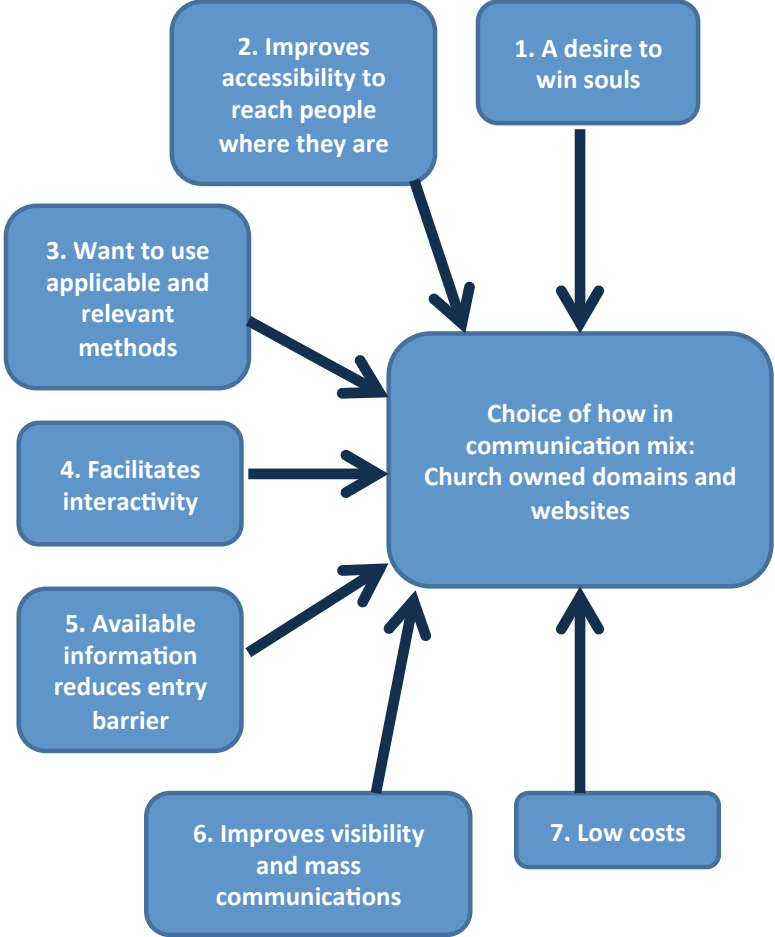 1. A desire to
win souls
2. Improves
accessibility to
reach people
where they are
3. Want to use
applicable and
relevant
methods
4. Facilitates
interactivity
5. Available
information
reduces entry
barrier
6. Improves visibility
and mass
communications
7. Low costs
Choice of how in
communication mix:
Church owned domains and
websites